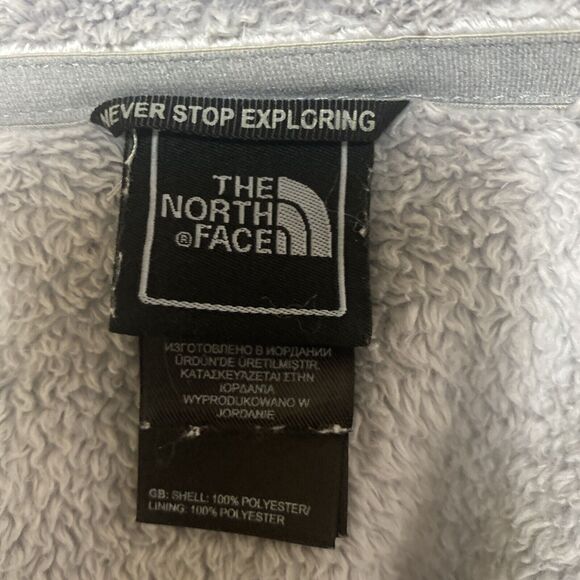 NEVER STOP EXPLORING
THE
NORTH
® FACE
ИЗГОТОВЛЕНО В ИОРДАНИИ
ÜRDÜN'DE ÜRETILMIŞTIR.
ΚΑΤΑΣΚΕΥΑΖΕΤΑΙ ΣΤΗΝ
ΙΟΡΔΑΝΙΑ
WYPRODUKOWANO W
JORDANIE
GB: SHELL: 100% POLYESTER/
LINING: 100% POLYESTER